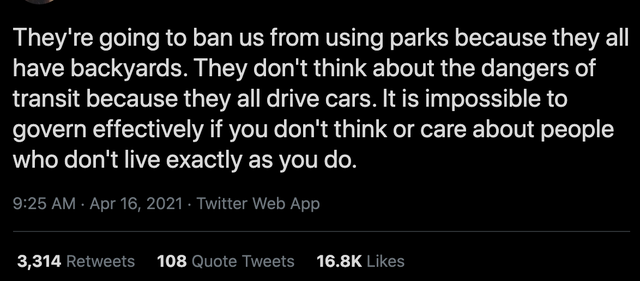 They're going to ban us from using parks because they all
have backyards. They don't think about the dangers of
transit because they all drive cars. It is impossible to
govern effectively if you don't think or care about people
who don't live exactly as you do.
9:25 AM · Apr 16, 2021 · Twitter Web App
3,314 Retweets 108 Quote Tweets 16.8K Likes